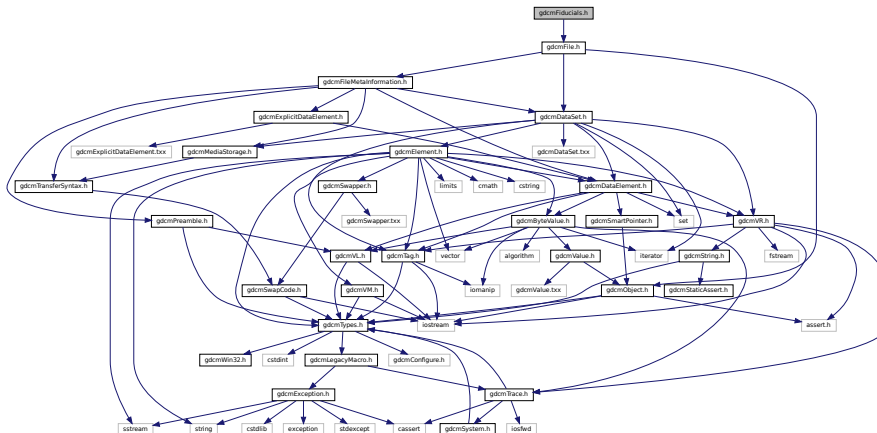 gdcmFiducials.h
gdcmFile.h
gdcmFileMetaInformation.h
gdcmExplicitDataElement.h
gdcmDataSet.h
gdcmExplicitDataElement.txx
gdcmMediaStorage.h
gdcmElement.h
gdcmDataSet.txx
gdcmTransferSyntax.h
gdcmSwapper.h
limits
cmath
cstring
gdcmDataElement.h
gdcmPreamble.h
gdcmSwapper.txx
gdcmByteValue.h
gdcmSmartPointer.h
set
gdcmVR.h
gdcmVL.h
gdcmTag.h
vector
algorithm
gdcmValue.h
iterator
gdcmString.h
fstream
gdcmSwapCode.h
gdcmVM.h
iomanip
gdcmValue.txx
gdcmObject.h
gdcmStaticAssert.h
gdcmTypes.h
iostream
assert.h
gdcmWin32.h
cstdint
gdcmLegacyMacro.h
gdcmConfigure.h
gdcmException.h
gdcmTrace.h
sstream
string
cstdlib
exception
stdexcept
cassert
gdcmSystem.h
iosfwd